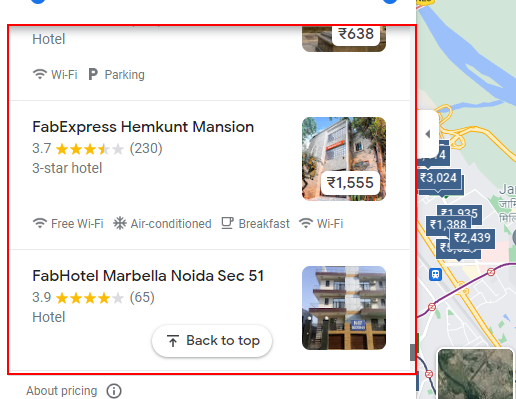 ₹638
Hotel
Wi-Fi P Parking
FabExpress Hemkunt Mansion
3.7 (230)
3-star hotel
₹1,555
Free Wi-Fi Air-conditioned Breakfast Wi-Fi
FabHotel Marbella Noida Sec 51
3.9 (65)
Hotel
Back to top
About pricing
₹3,024
₹1,935
₹1,388
₹2,439